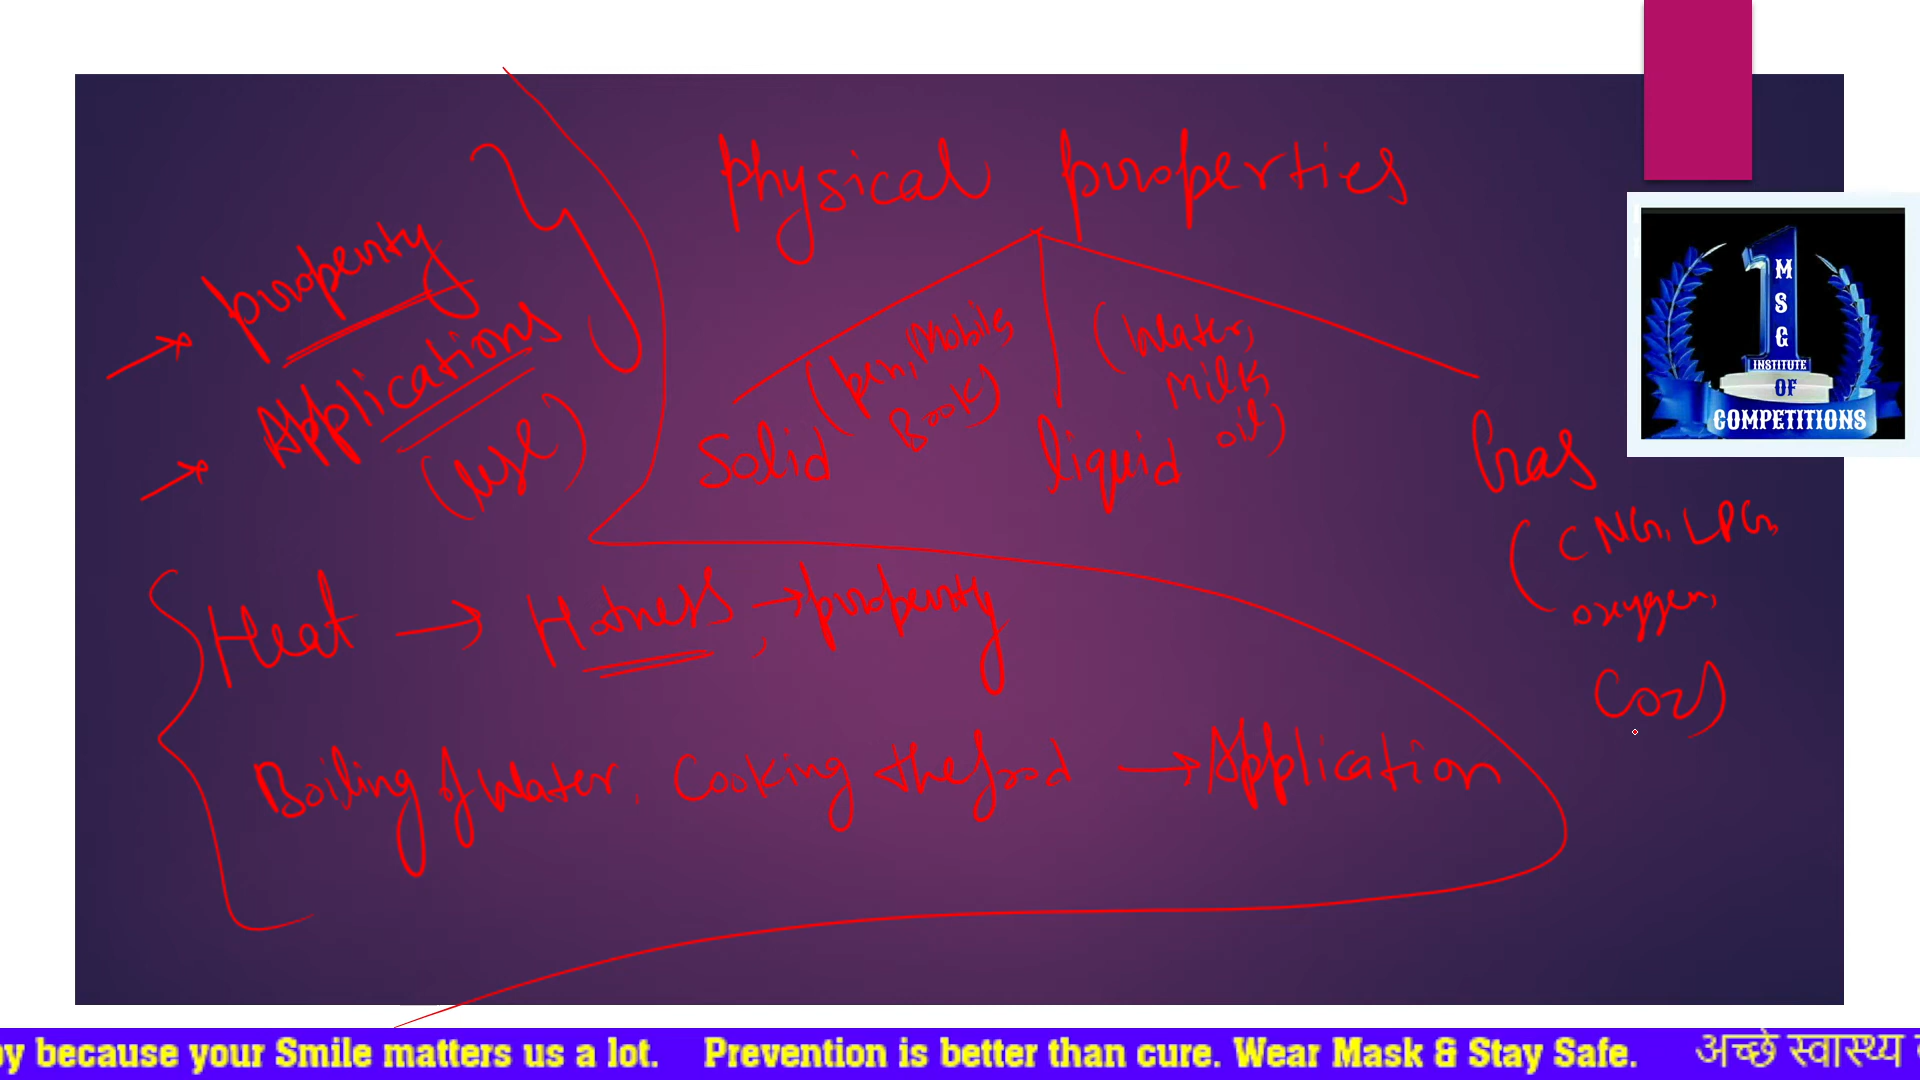 Physical properties
→ property
→ Applications
(use)
Solid (pen, Mobile,
Book)
liquid (Water,
Milk,
oil)
Gas
(CNG, LPG,
oxygen,
CO2)
Heat → Hotness, → property
Boiling of Water, Cooking the food → Application
1
M
S
G
INSTITUTE
OF
COMPETITIONS
py because your Smile matters us a lot. Prevention is better than cure. Wear Mask & Stay Safe. अच्छे स्वास्थ्य